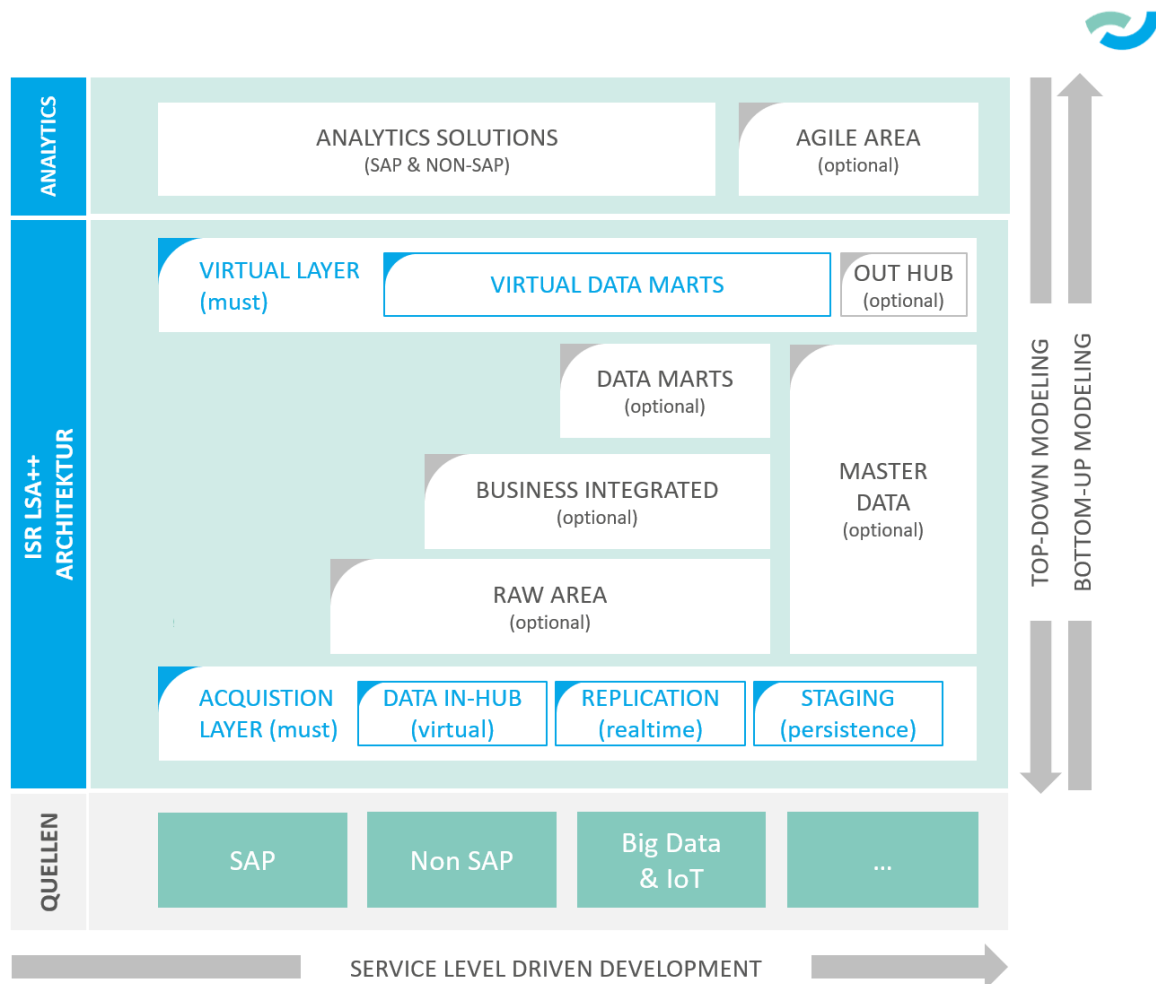 ANALYTICS
ANALYTICS SOLUTIONS
(SAP & NON-SAP)
AGILE AREA
(optional)
ISR LSA++
ARCHITEKTUR
VIRTUAL LAYER
(must)
VIRTUAL DATA MARTS
OUT HUB
(optional)
DATA MARTS
(optional)
BUSINESS INTEGRATED
(optional)
RAW AREA
(optional)
MASTER
DATA
(optional)
ACQUISTION
LAYER (must)
DATA IN-HUB
(virtual)
REPLICATION
(realtime)
STAGING
(persistence)
TOP-DOWN MODELING
BOTTOM-UP MODELING
QUELLEN
SAP
Non SAP
Big Data
& IoT
...
SERVICE LEVEL DRIVEN DEVELOPMENT